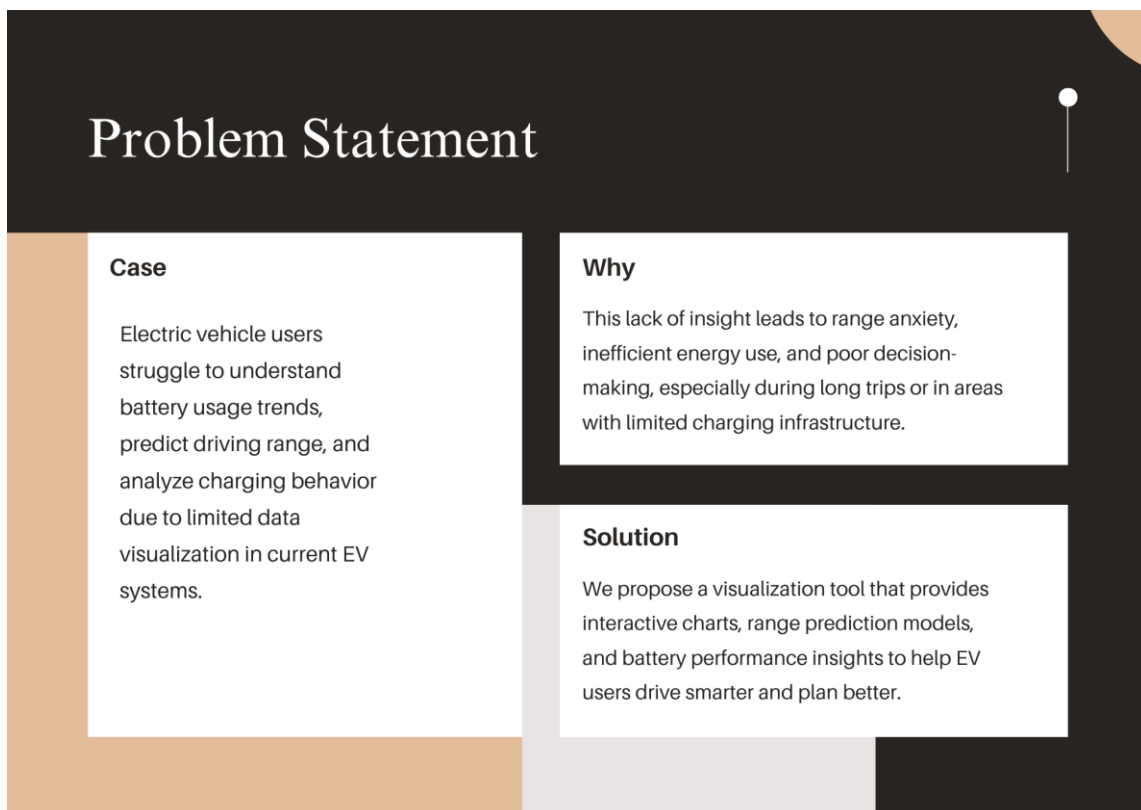 Problem Statement
Case
Electric vehicle users
struggle to understand
battery usage trends,
predict driving range, and
analyze charging behavior
due to limited data
visualization in current EV
systems.
Why
This lack of insight leads to range anxiety,
inefficient energy use, and poor decision-
making, especially during long trips or in areas
with limited charging infrastructure.
Solution
We propose a visualization tool that provides
interactive charts, range prediction models,
and battery performance insights to help EV
users drive smarter and plan better.